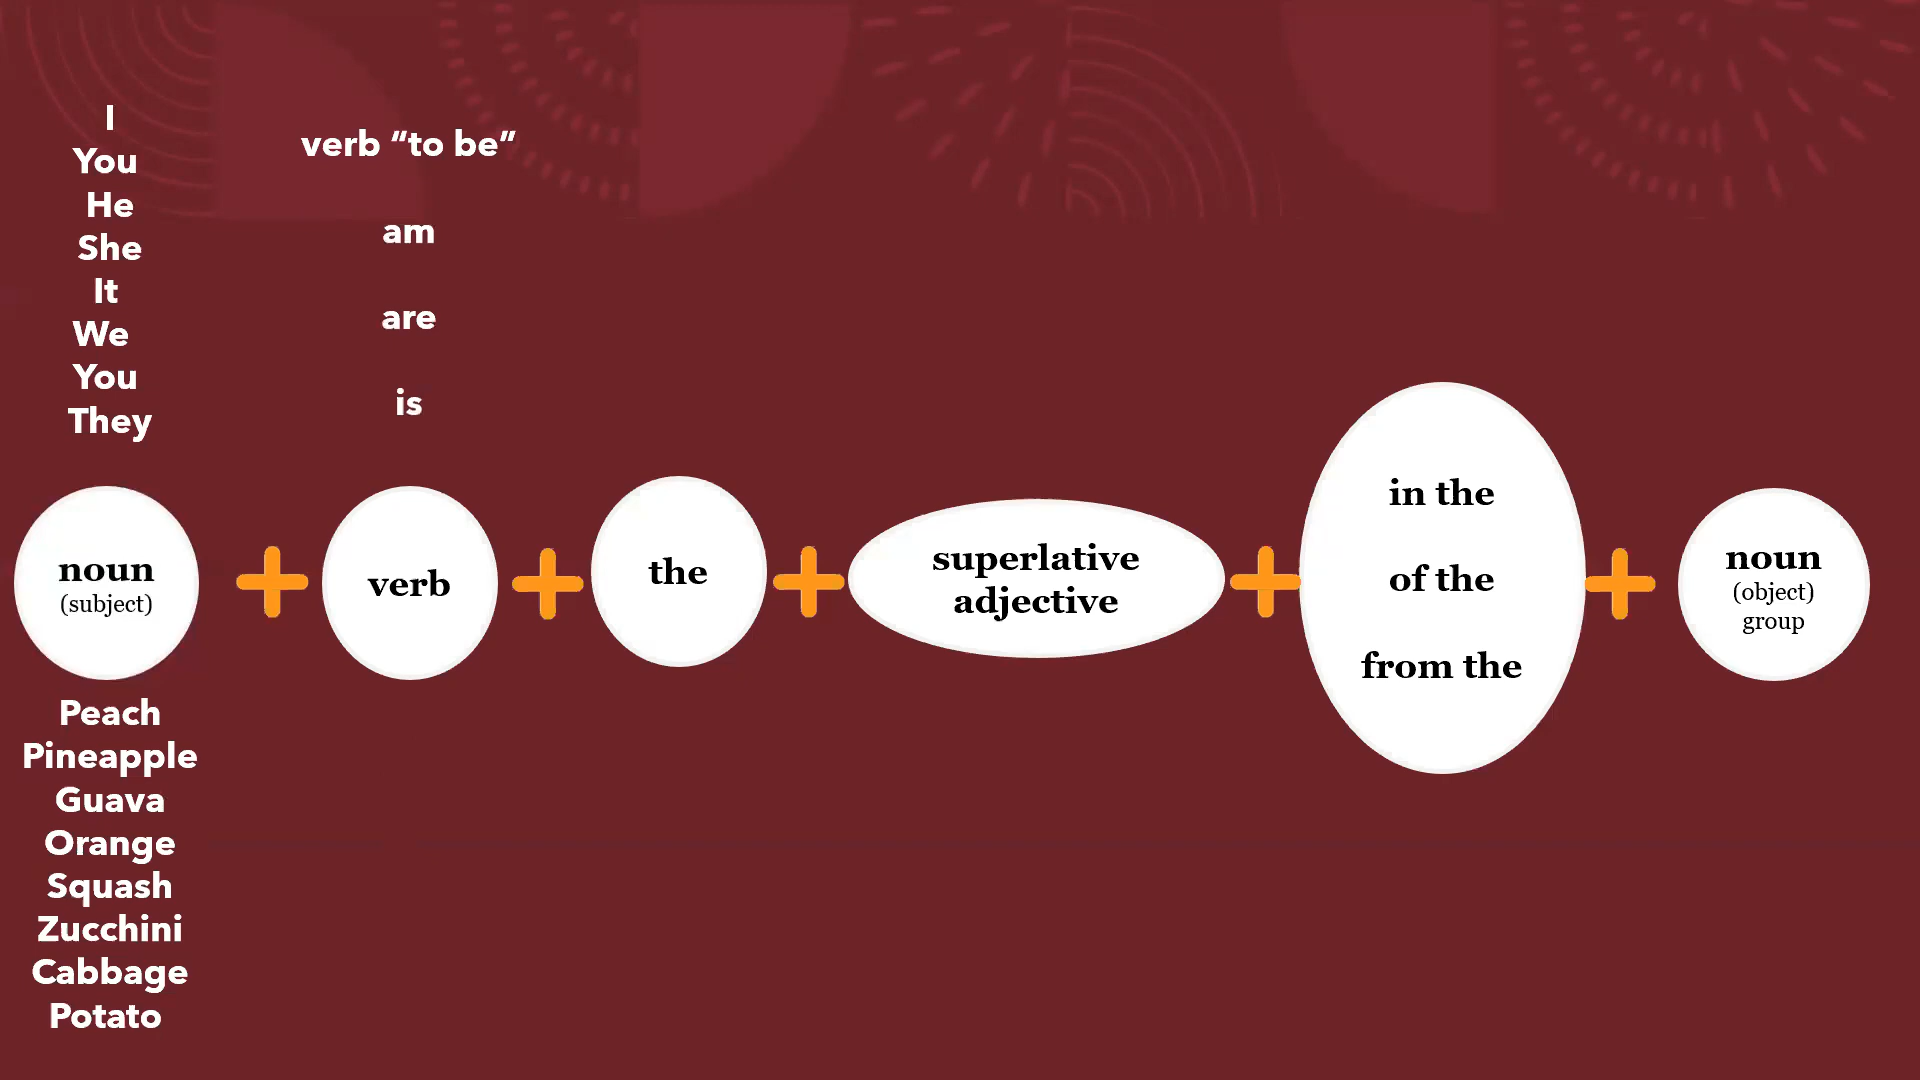 I
You
He
She
It
We
You
They
verb “to be”
am
are
is
noun
(subject)
verb
the
superlative
adjective
in the
of the
from the
noun
(object)
group
Peach
Pineapple
Guava
Orange
Squash
Zucchini
Cabbage
Potato